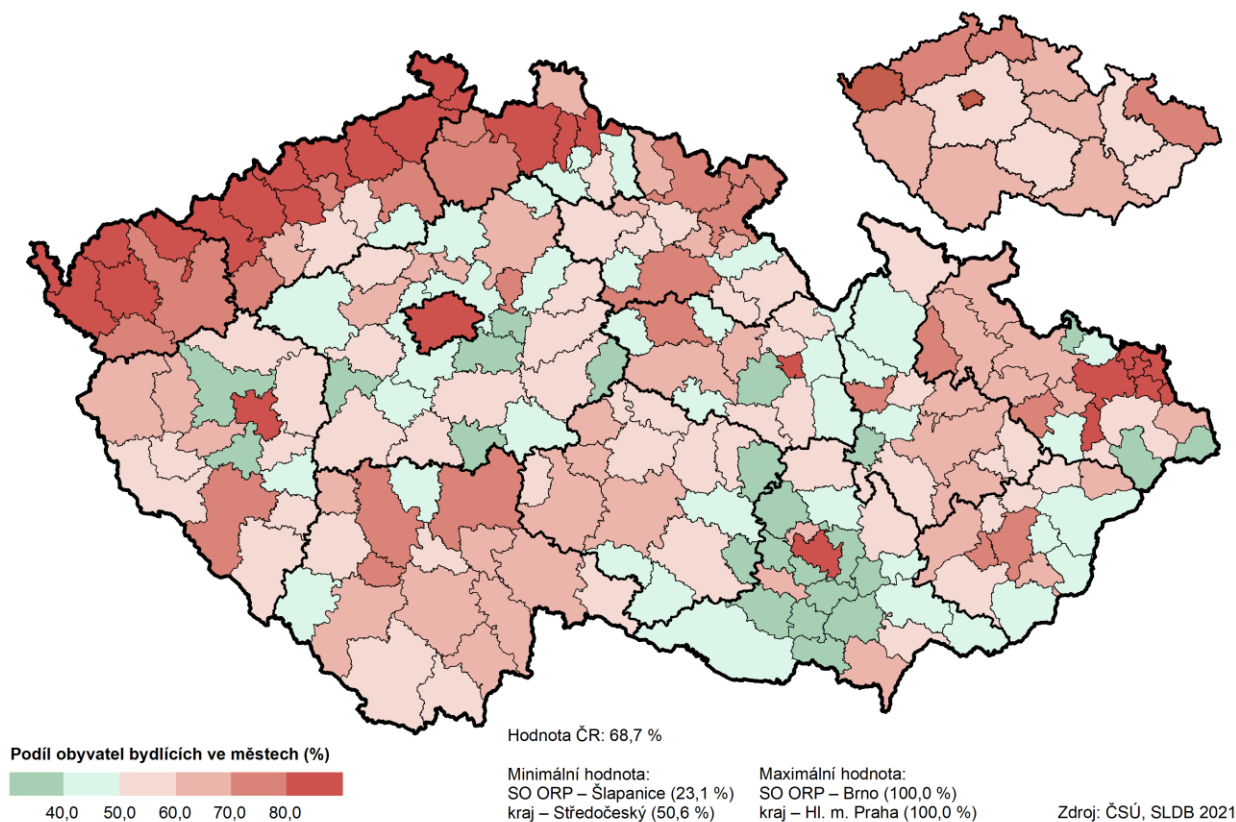 Hodnota ČR: 68,7 %
Podíl obyvatel bydlících ve městech (%)
40,0 50,0 60,0 70,0 80,0
Minimální hodnota:
SO ORP – Šlapanice (23,1 %)
kraj – Středočeský (50,6 %)
Maximální hodnota:
SO ORP – Brno (100,0 %)
kraj – Hl. m. Praha (100,0 %)
Zdroj: ČSÚ, SLDB 2021